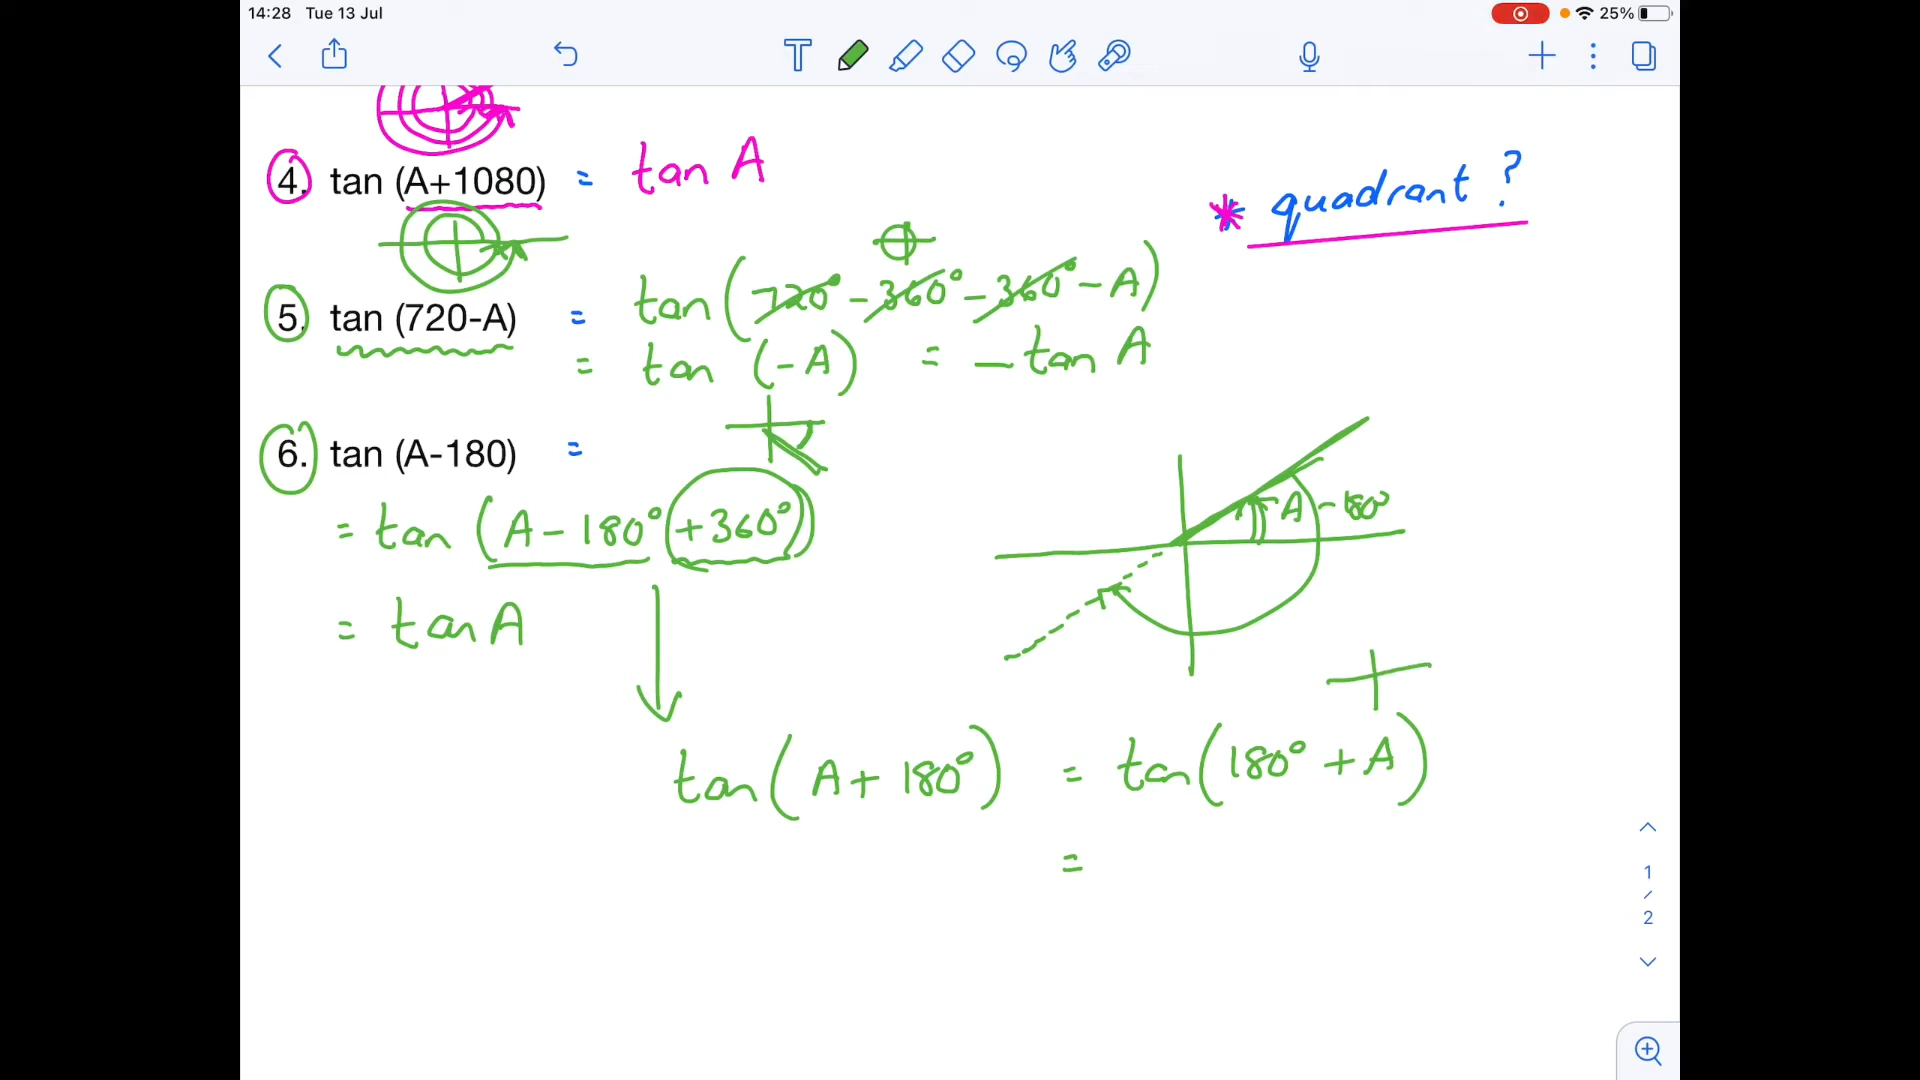 14:28 Tue 13 Jul 25%
4. tan (A+1080) = tan A
* quadrant ?
5. tan (720-A) = tan (720° - 360° - 360° - A)
= tan (-A) = - tan A
6. tan (A-180) =
= tan (A - 180° + 360°)
A - 180°
= tan A
tan (A + 180°) = tan (180° + A)
=
1
/
2